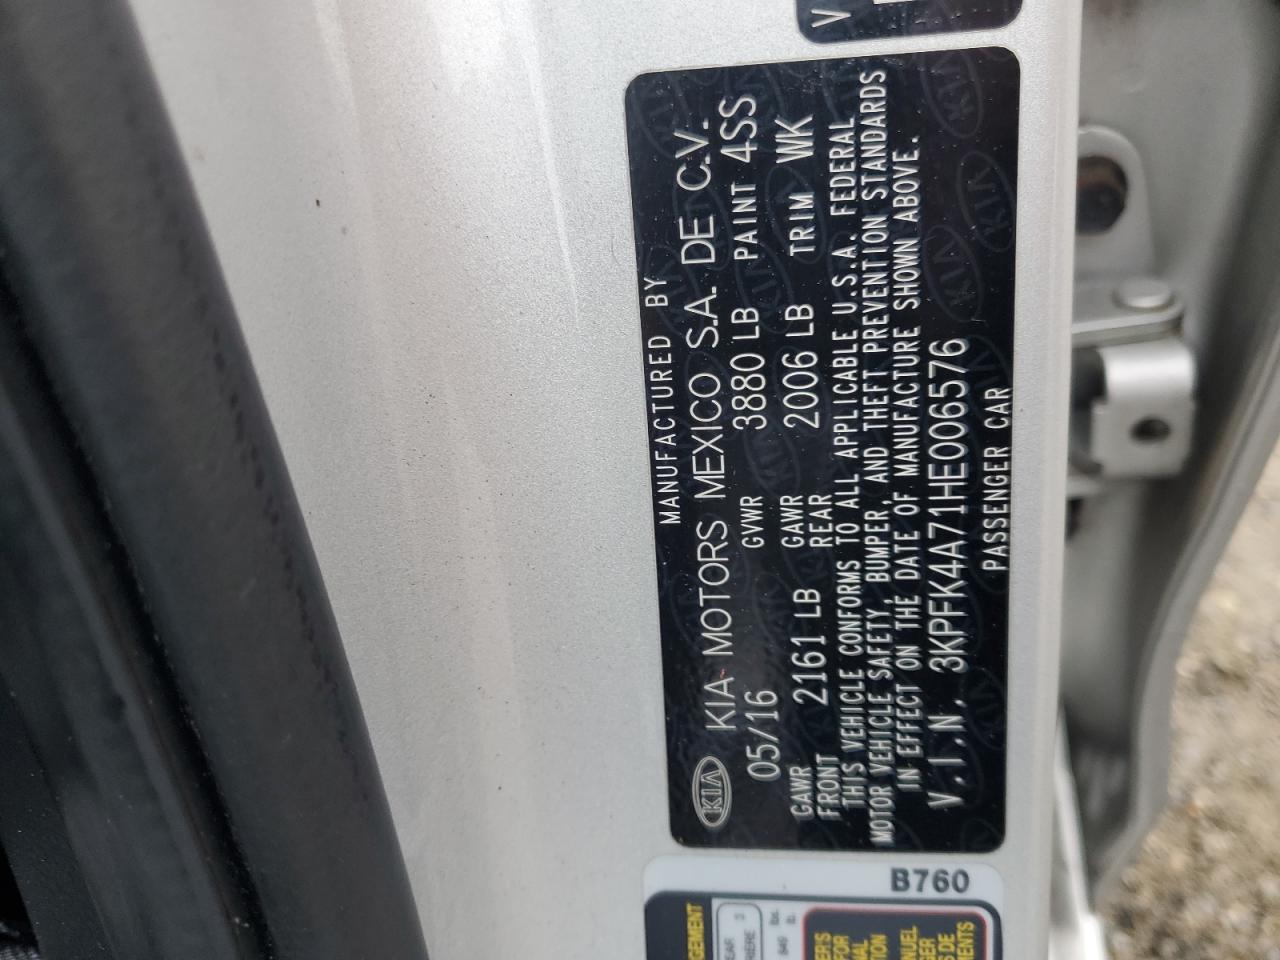 KIA
MANUFACTURED BY
KIA MOTORS MEXICO S.A. DE C.V.
05/16 GVWR 3880 LB PAINT 4SS
GAWR FRONT 2161 LB GAWR REAR 2006 LB TRIM WK
THIS VEHICLE CONFORMS TO ALL APPLICABLE U.S.A. FEDERAL
MOTOR VEHICLE SAFETY, BUMPER, AND THEFT PREVENTION STANDARDS
IN EFFECT ON THE DATE OF MANUFACTURE SHOWN ABOVE.
V.I.N. 3KPFK4A71HE006576
PASSENGER CAR
B760